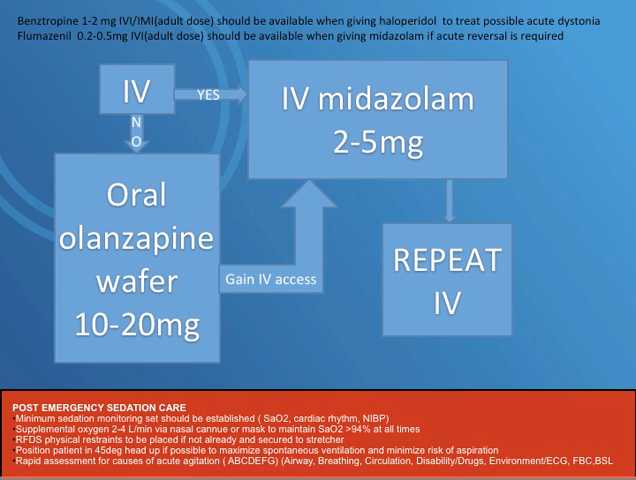 Benztropine 1-2 mg IVI/IMI(adult dose) should be available when giving haloperidol  to treat possible acute dystonia
Flumazenil  0.2-0.5mg IVI(adult dose) should be available when giving midazolam if acute reversal is required
IV
YES
IV midazolam
2-5mg
N
O
Oral
olanzapine
wafer
10-20mg
Gain IV access
REPEAT
IV
POST EMERGENCY SEDATION CARE
•Minimum sedation monitoring set should be established ( SaO2, cardiac rhythm, NIBP)
•Supplemental oxygen 2-4 L/min via nasal cannue or mask to maintain SaO2 >94% at all times
•RFDS physical restraints to be placed if not already and secured to stretcher
•Position patient in 45deg head up if possible to maximize spontaneous ventilation and minimize risk of aspiration
•Rapid assessment for causes of acute agitation ( ABCDEFG) (Airway, Breathing, Circulation, Disability/Drugs, Environment/ECG, FBC,BSL